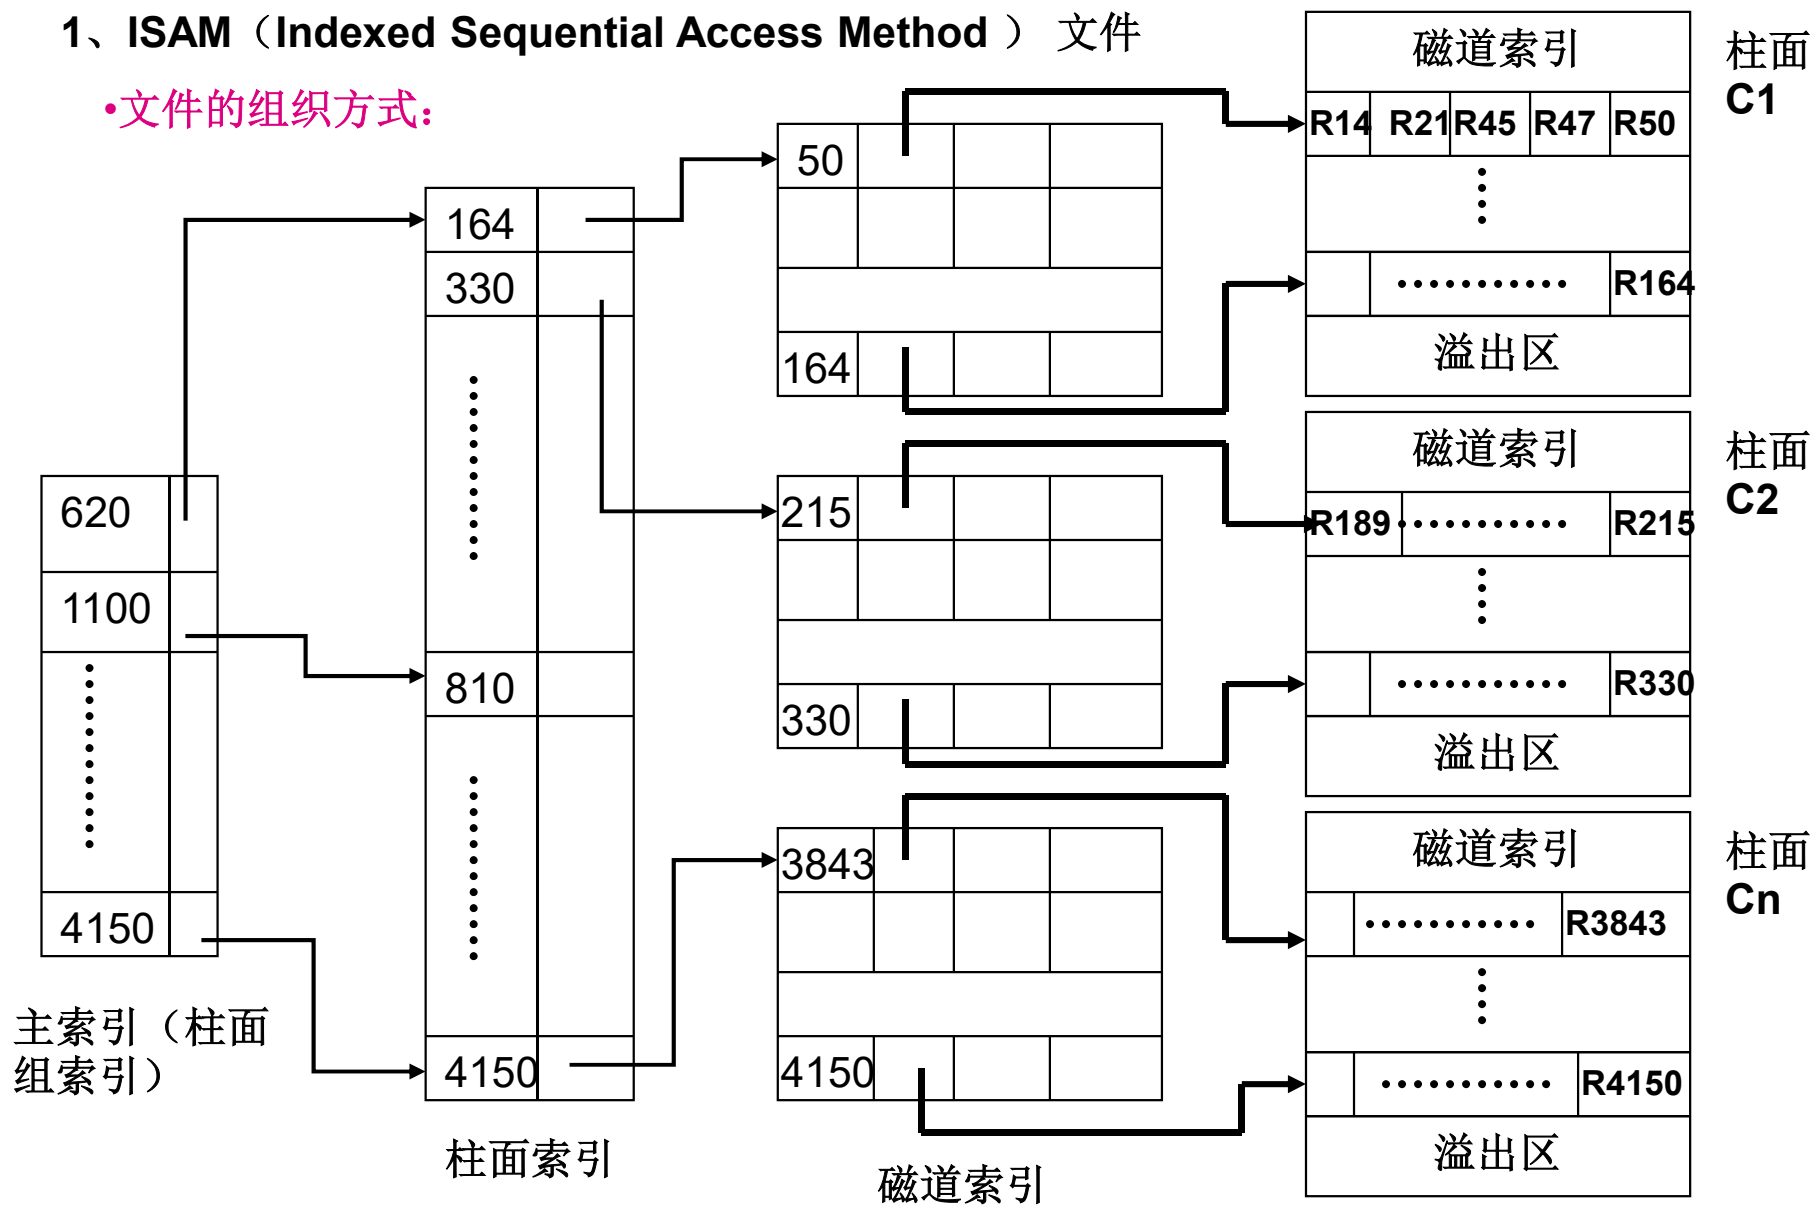 1、ISAM（Indexed Sequential Access Method ） 文件
•文件的组织方式：
620
1100
4150
主索引（柱面
组索引）
164
330
810
4150
柱面索引
50
164
215
330
3843
4150
磁道索引
磁道索引
R14 R21 R45 R47 R50
R164
溢出区
柱面
C1
磁道索引
R189 R215
R330
溢出区
柱面
C2
磁道索引
R3843
R4150
溢出区
柱面
Cn